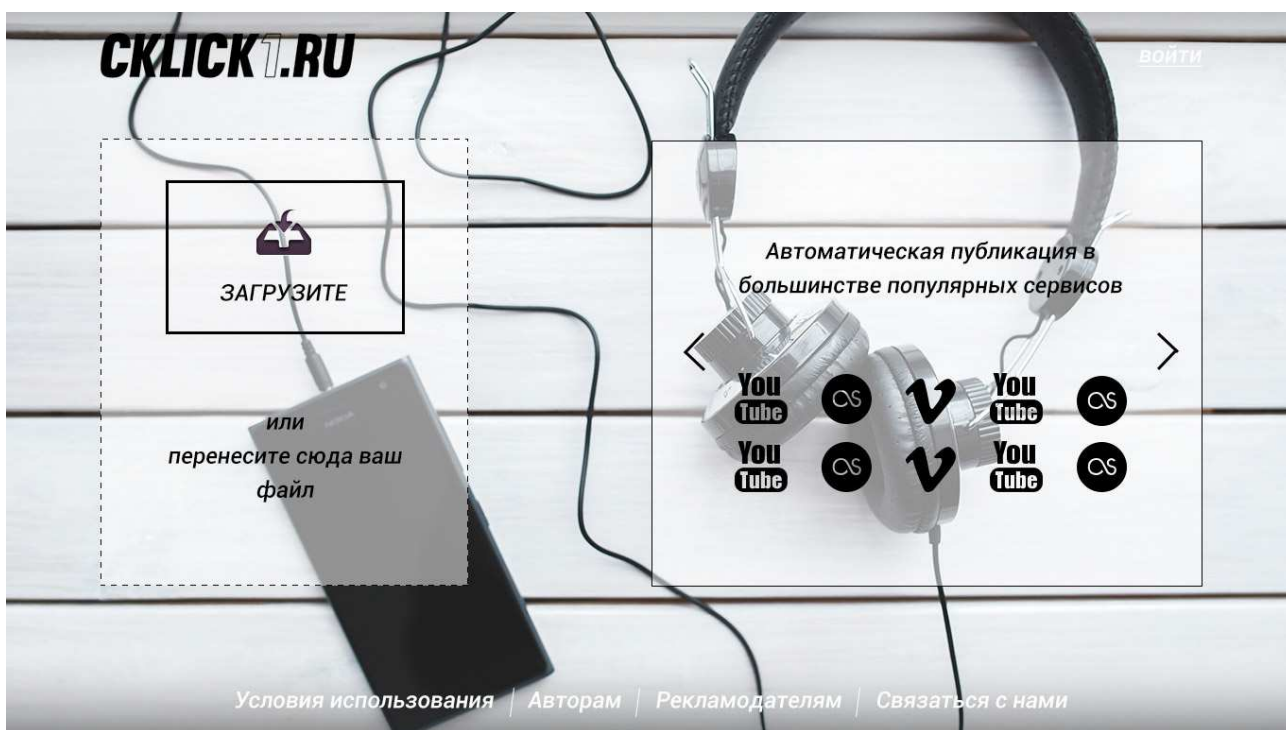 CKLICK1.RU
ВОЙТИ
ЗАГРУЗИТЕ
или
перенесите сюда ваш
файл
Автоматическая публикация в
большинстве популярных сервисов
You You
Tube Tube
You You
Tube Tube
Условия использования | Авторам | Рекламодателям | Связаться с нами